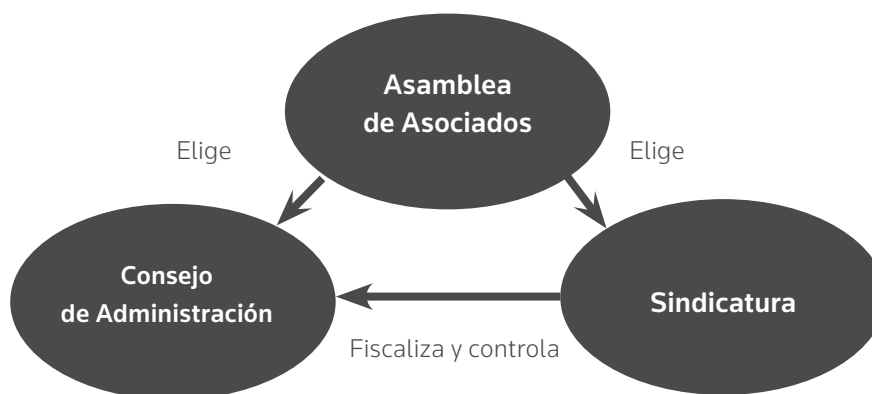 Asamblea
de Asociados
Elige
Elige
Consejo
de Administración
Sindicatura
Fiscaliza y controla